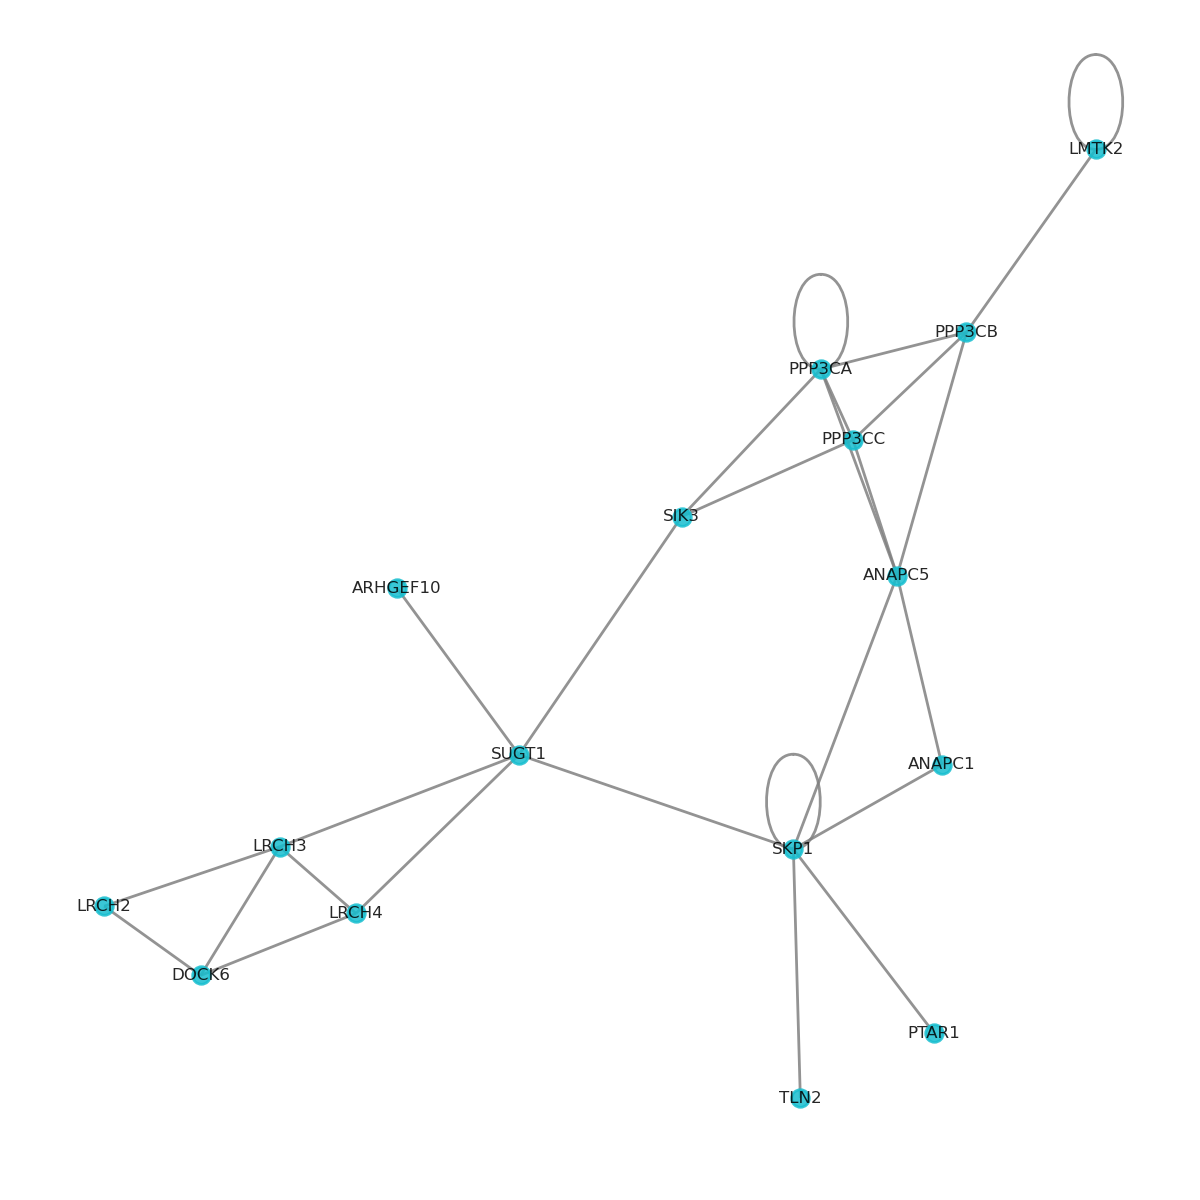 LMTK2
PPP3CB
PPP3CA
PPP3CC
SIK3
ANAPC5
ARHGEF10
SUGT1
ANAPC1
LRCH3
SKP1
LRCH2
LRCH4
DOCK6
PTAR1
TLN2